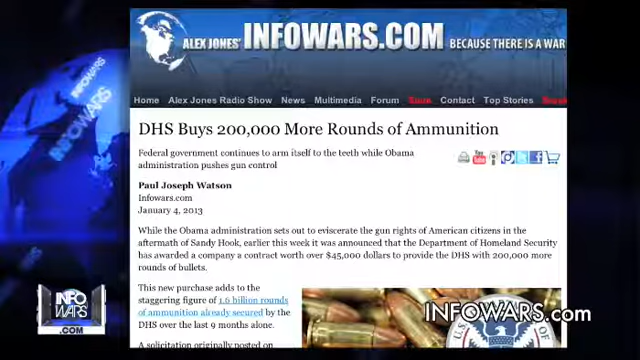 ALEX JONES' INFOWARS.COM BECAUSE THERE IS A WAR
INFOWARS
INFOWARS
Home Alex Jones Radio Show News Multimedia Forum Contact Top Stories
DHS Buys 200,000 More Rounds of Ammunition
Federal government continues to arm itself to the teeth while Obama
administration pushes gun control
You
Tube
Paul Joseph Watson
Infowars.com
January 4, 2013
While the Obama administration sets out to eviscerate the gun rights of American citizens in the
aftermath of Sandy Hook, earlier this week it was announced that the Department of Homeland Security
has awarded a company a contract worth over $45,000 dollars to provide the DHS with 200,000 more
rounds of bullets.
This new purchase adds to the
staggering figure of 1.6 billion rounds
of ammunition already secured by the
DHS over the last 9 months alone.
A solicitation originally posted on
INFO
WARS
.COM
INFOWARS.com
U.S.